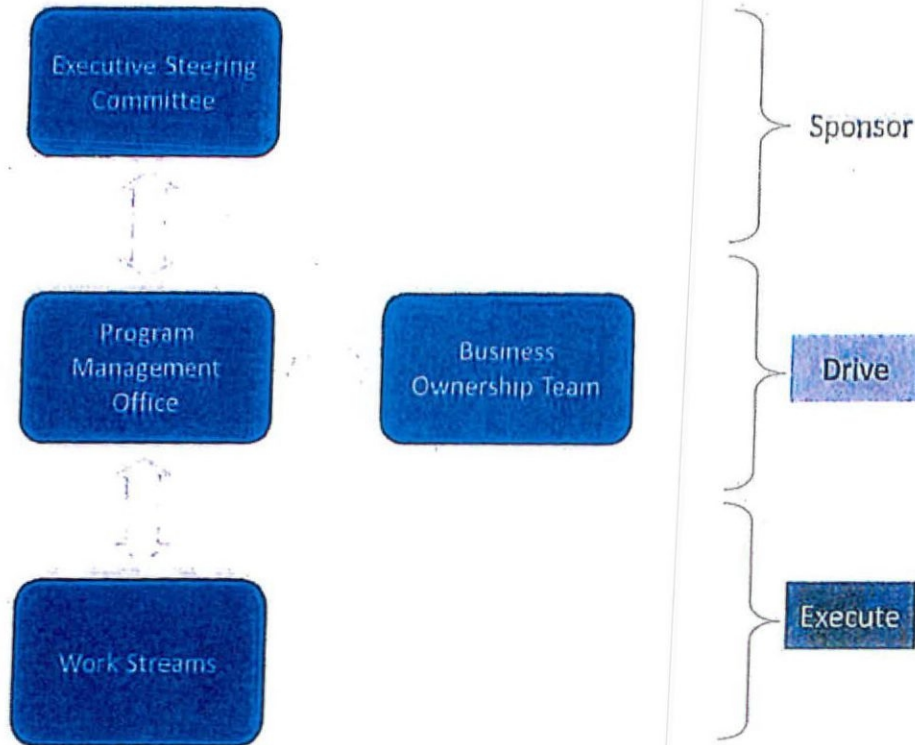 Executive Steering
Committee
Sponsor
Program
Management
Office
Business
Ownership Team
Drive
Work Streams
Execute